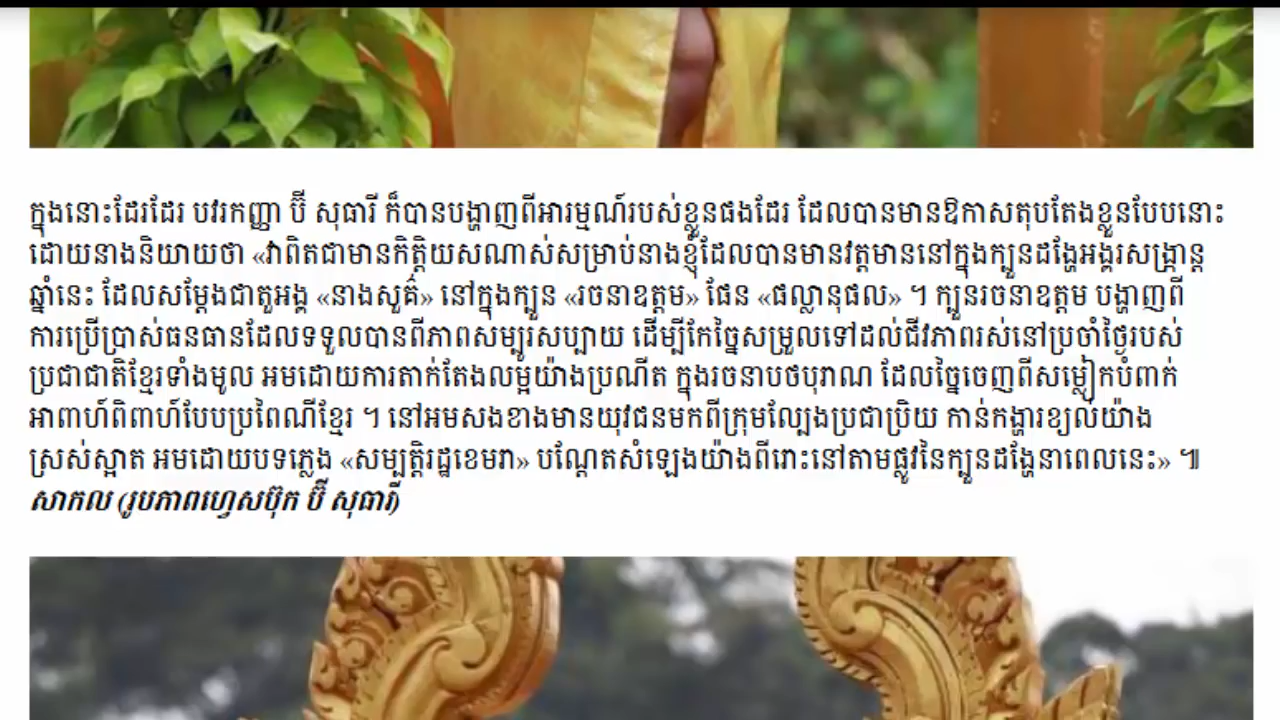 ក្នុងនោះដែរដែរ បវរកញ្ញា ប៊ី សុធារី ក៏បានបង្ហាញពីអារម្មណ៍របស់ខ្លួនផងដែរ ដែលបានមានឱកាសតុបតែងខ្លួនបែបនោះ
ដោយនាងនិយាយថា «វាពិតជាមានកិត្តិយសណាស់សម្រាប់នាងខ្ញុំដែលបានមានវត្តមាននៅក្នុងក្បួនដង្ហែអង្គរសង្ក្រាន្ត
ឆ្នាំនេះ ដែលសម្តែងជាតួអង្គ «នាងសួគ៌» នៅក្នុងក្បួន «រចនាឧត្តម» ផែន «ផល្លានុផល» ។ ក្បួនរចនាឧត្តម បង្ហាញពី
ការប្រើប្រាស់ធនធានដែលទទួលបានពីភាពសម្បូរសប្បាយ ដើម្បីកែច្នៃសម្រួលទៅដល់ជីវភាពរស់នៅប្រចាំថ្ងៃរបស់
ប្រជាជាតិខ្មែរទាំងមូល អមដោយការតាក់តែងលម្អយ៉ាងប្រណីត ក្នុងរចនាបថបុរាណ ដែលច្នៃចេញពីសម្លៀកបំពាក់
អាពាហ៍ពិពាហ៍បែបប្រពៃណីខ្មែរ ។ នៅអមសងខាងមានយុវជនមកពីក្រុមល្បែងប្រជាប្រិយ កាន់កង្ហារខ្យល់យ៉ាង
ស្រស់ស្អាត អមដោយបទភ្លេង «សម្បត្តិរដ្ឋខេមរា» បណ្តែតសំឡេងយ៉ាងពីរោះនៅតាមផ្លូវនៃក្បួនដង្ហែនាពេលនេះ» ៕
សាកល (រូបភាពហ្វេសប៊ុក ប៊ី សុធារី)